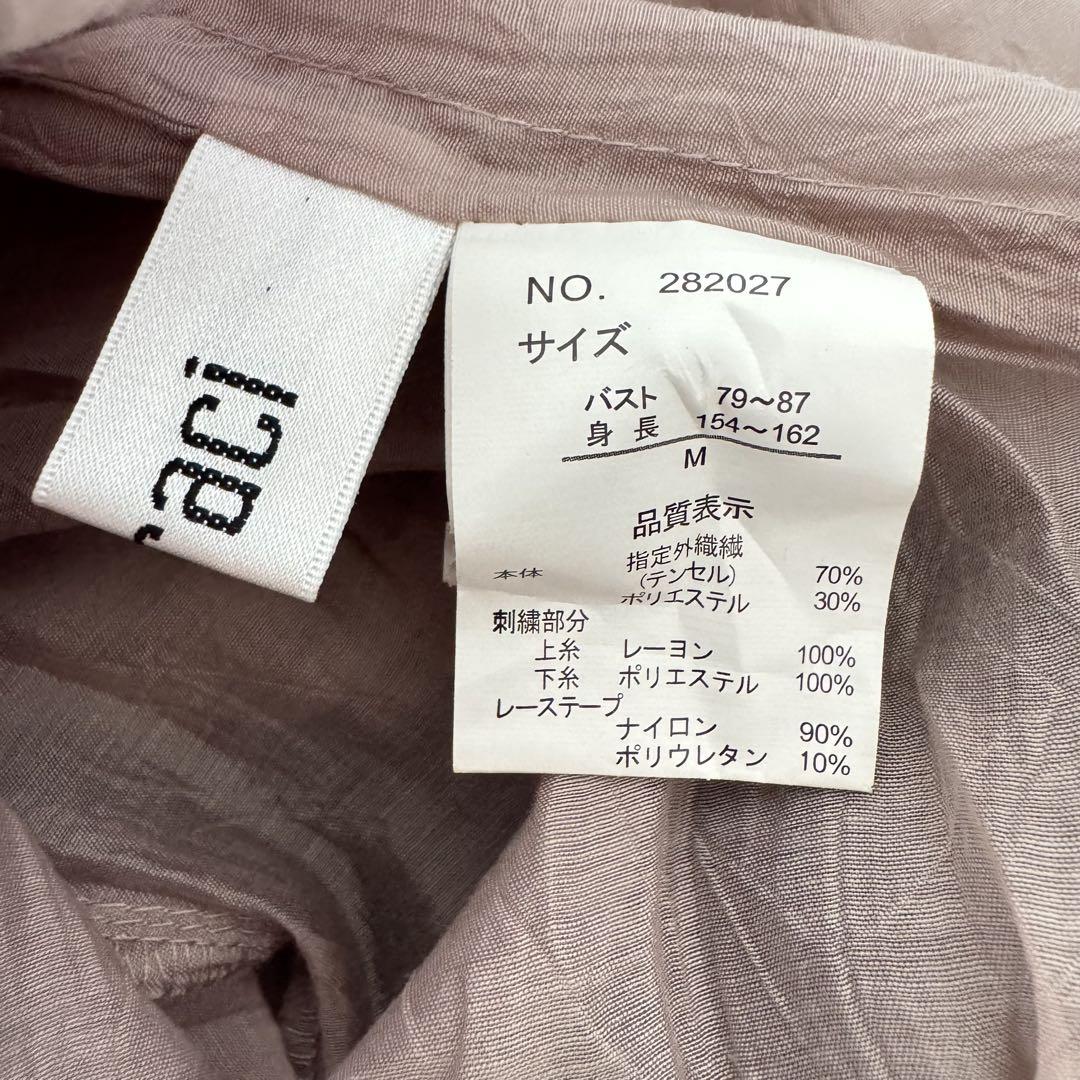 faci
NO. 282027
サイズ
バスト 79～87
身長 154～162
M
品質表示
指定外織繊
本体 (テンセル) 70%
ポリエステル 30%
刺繍部分
上糸 レーヨン 100%
下糸 ポリエステル 100%
レーステープ
ナイロン 90%
ポリウレタン 10%